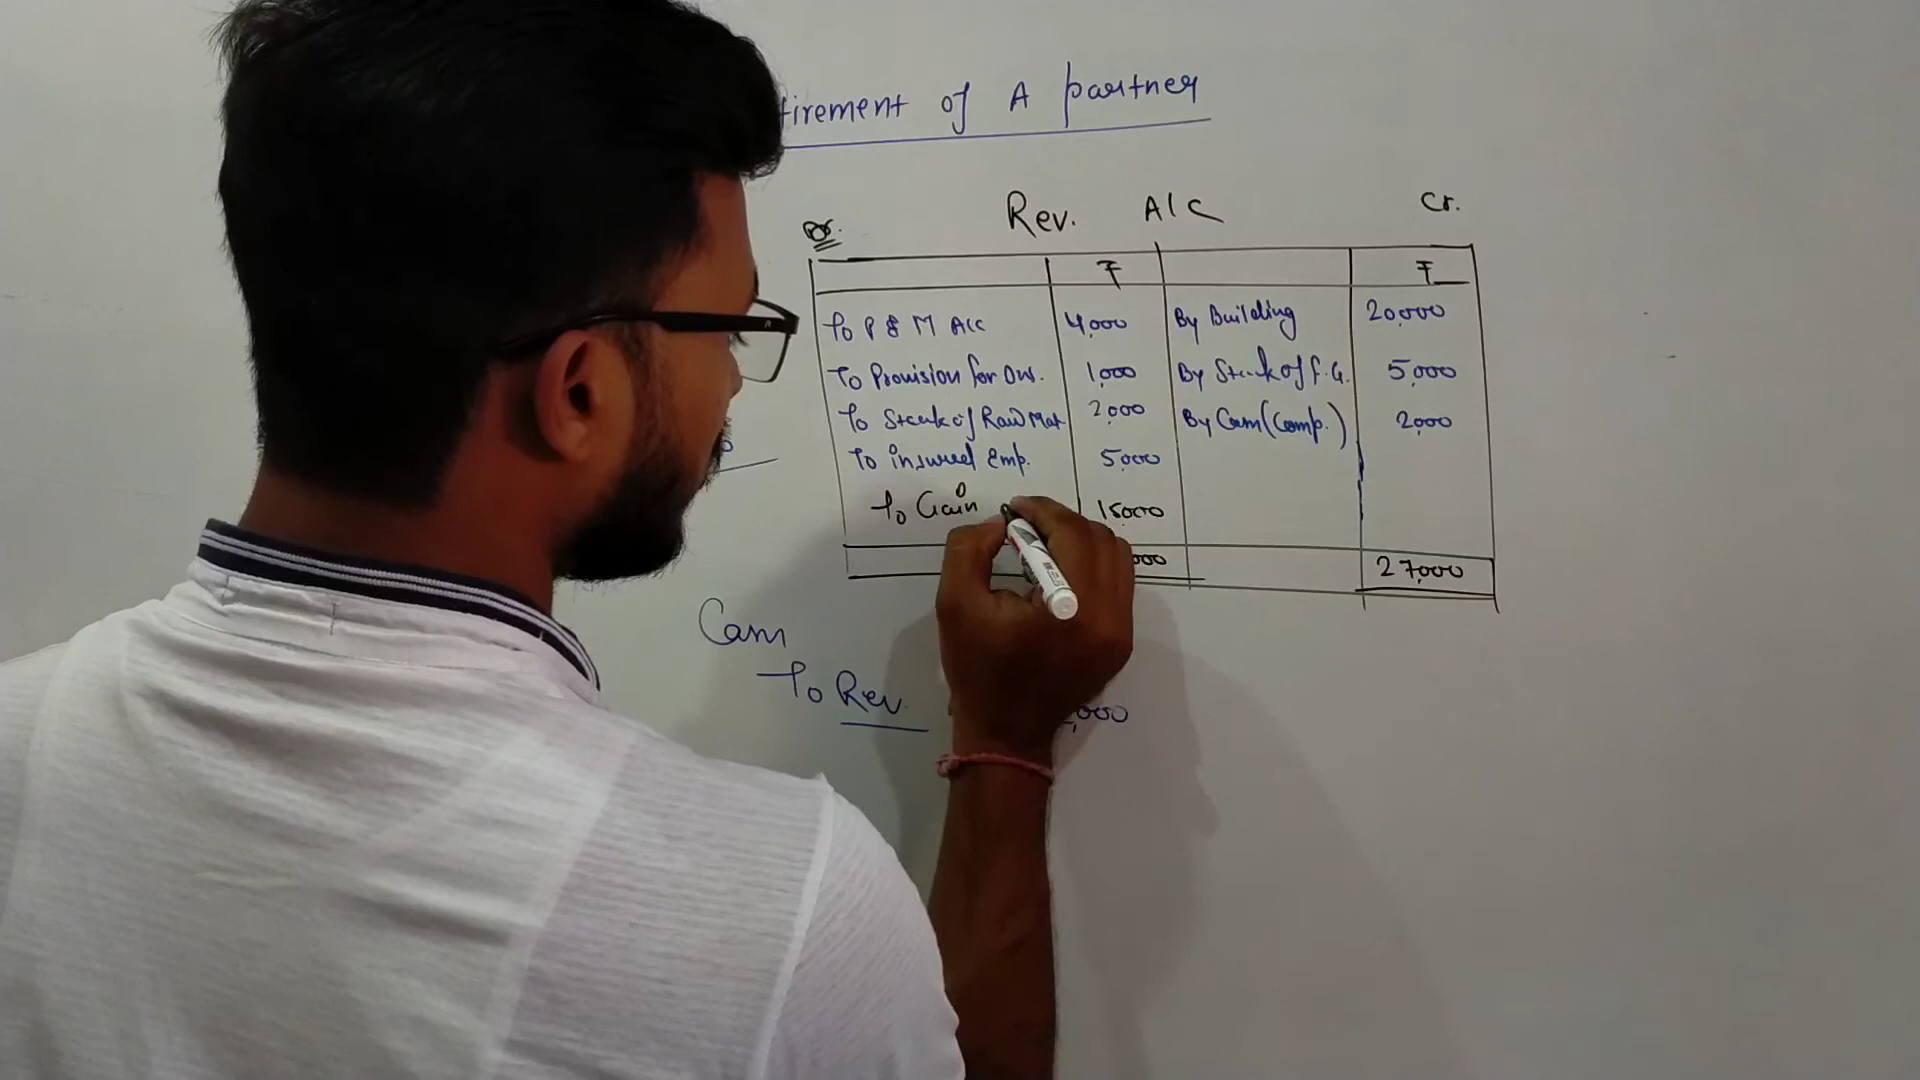 tirement of A partner
Dr. Rev. A/C Cr.
₹ ₹
To P & M A/c 4,000 By Building 20,000
To Provision for Dws. 1,000 By Stock of F.G. 5,000
To Stock of Raw Mat 2,000 By Cam (Comp.) 2,000
To insured Emp. 5,000
To Gain 15,000
000 27,000
Cam
To Rev. ,000